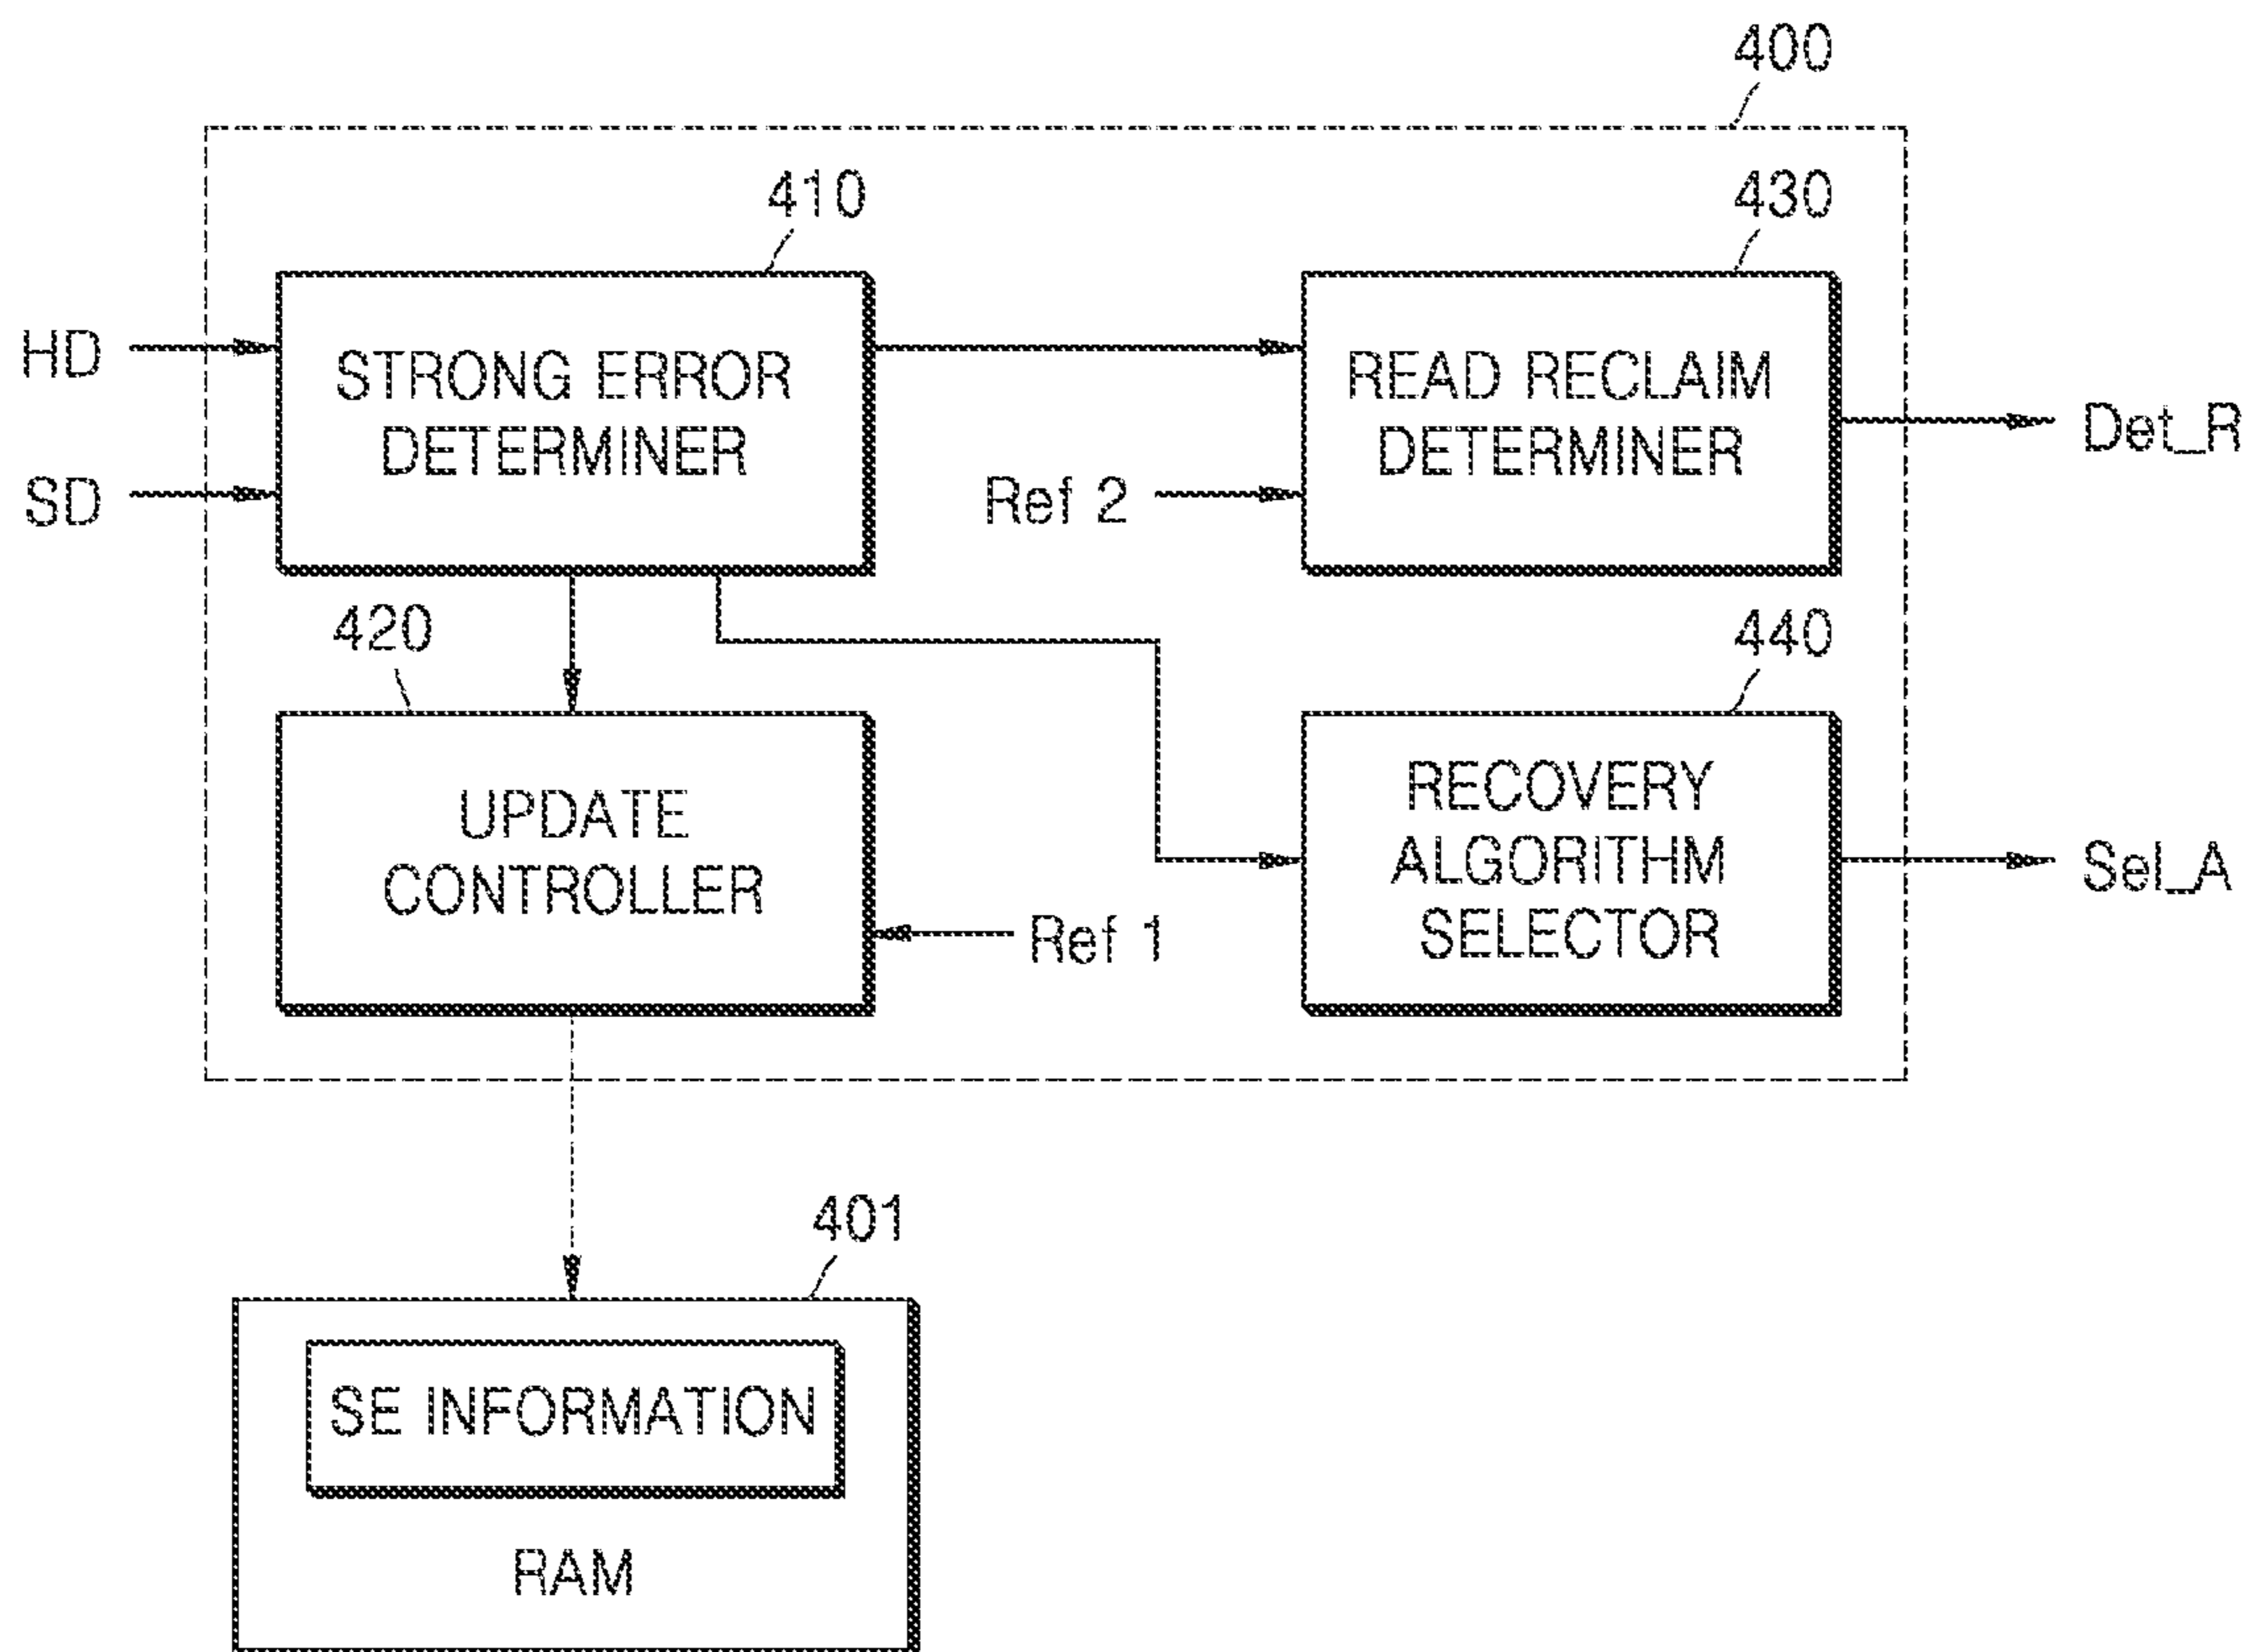 400
410
430
HD
STRONG ERROR
DETERMINER
READ RECLAIM
DETERMINER
Det_R
SD
Ref 2
420
440
UPDATE
CONTROLLER
RECOVERY
ALGORITHM
SELECTOR
Sel_A
Ref 1
401
SE INFORMATION
RAM